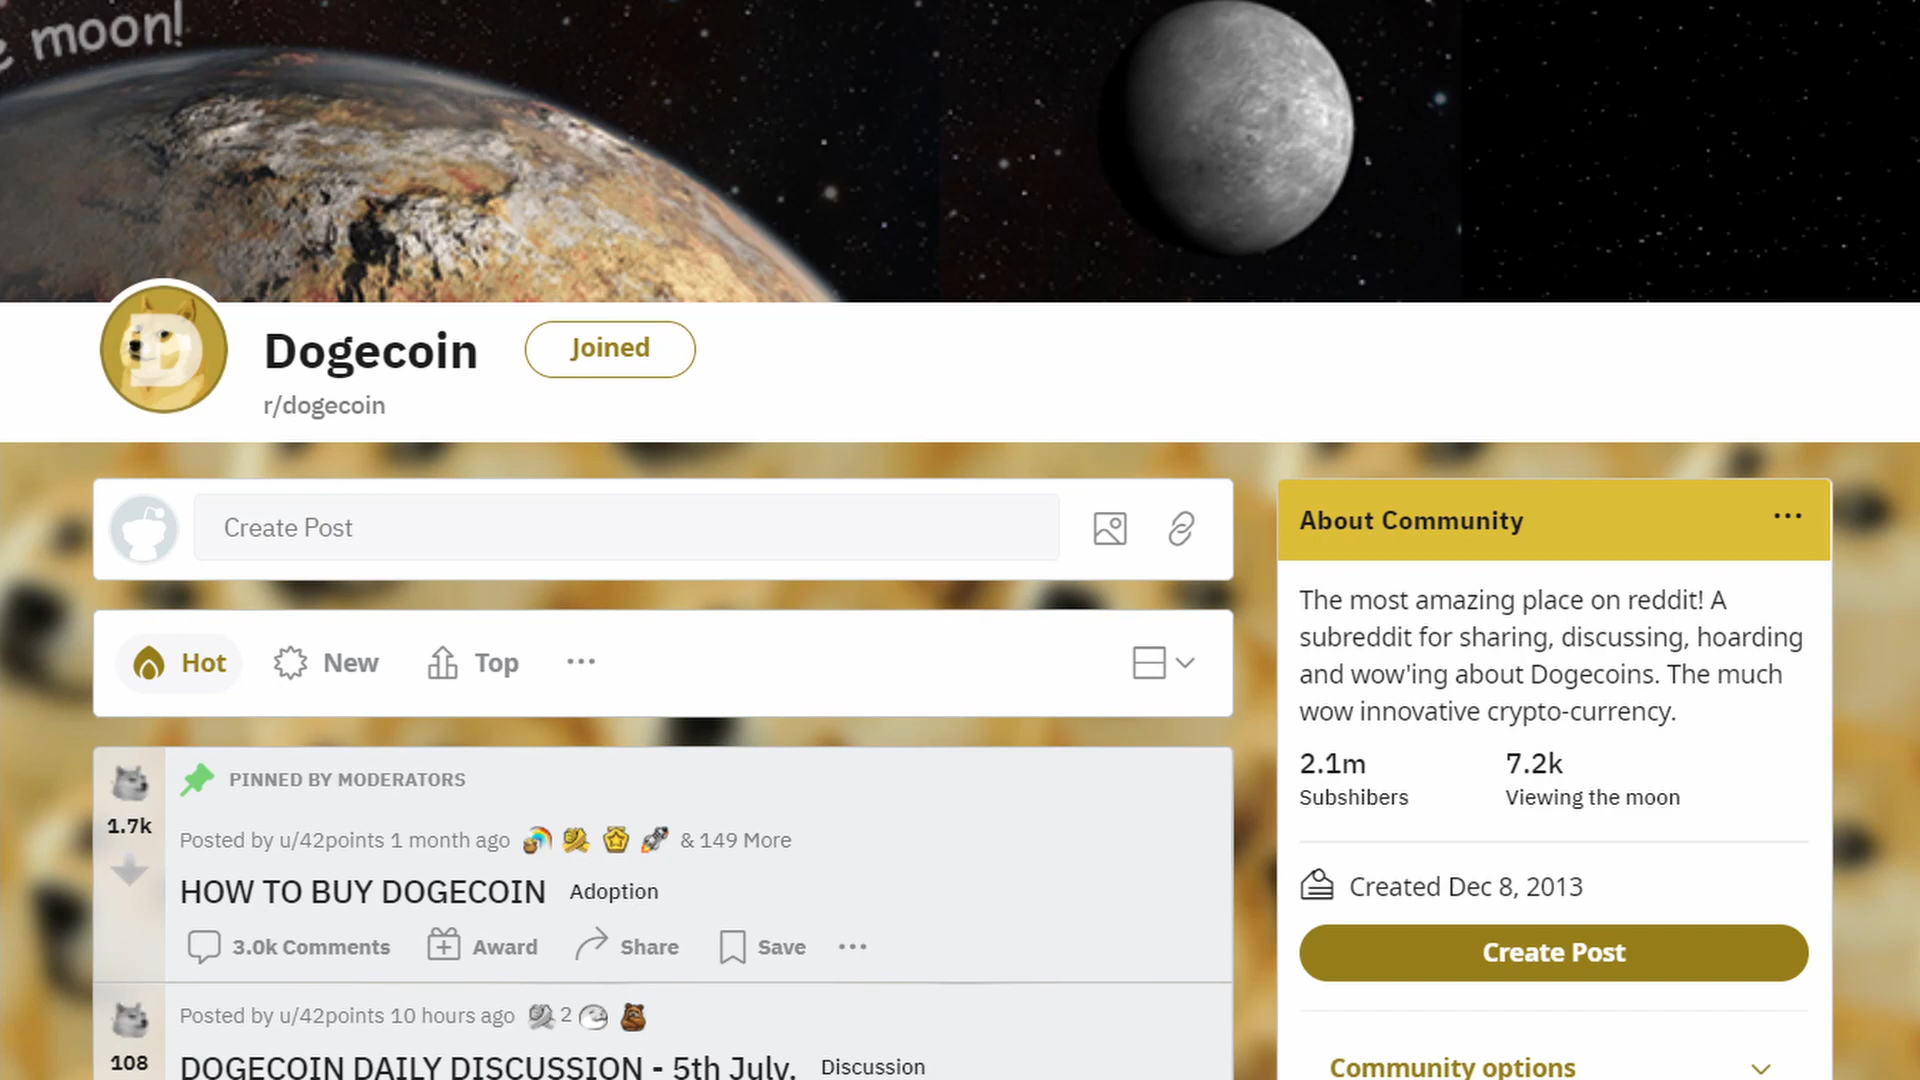 moon!
Dogecoin
Joined
r/dogecoin
Create Post
Hot
New
Top
PINNED BY MODERATORS
1.7k
Posted by u/42points 1 month ago & 149 More
HOW TO BUY DOGECOIN Adoption
3.0k Comments Award Share Save
Posted by u/42points 10 hours ago 2
108
DOGECOIN DAILY DISCUSSION - 5th July. Discussion
About Community
The most amazing place on reddit! A
subreddit for sharing, discussing, hoarding
and wow'ing about Dogecoins. The much
wow innovative crypto-currency.
2.1m 7.2k
Subshibers Viewing the moon
Created Dec 8, 2013
Create Post
Community options